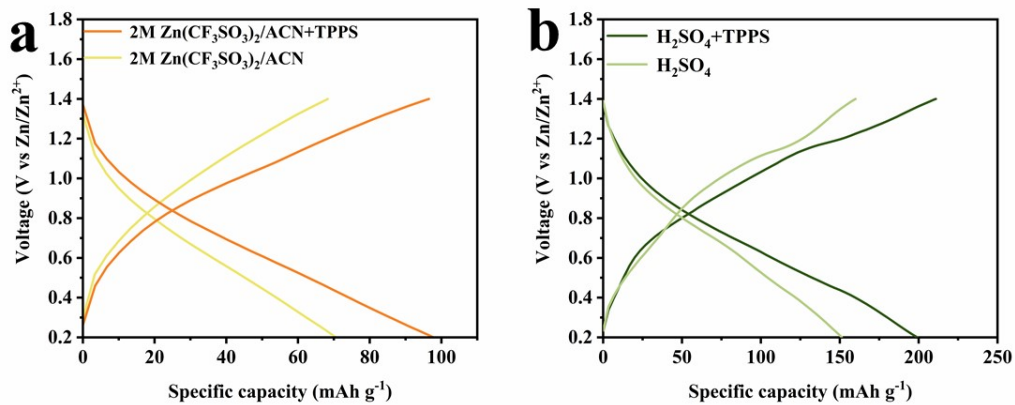 a
2M Zn(CF₃SO₃)₂/ACN+TPPS
2M Zn(CF₃SO₃)₂/ACN
Voltage (V vs Zn/Zn²⁺)
1.8
1.6
1.4
1.2
1.0
0.8
0.6
0.4
0.2
0 20 40 60 80 100
Specific capacity (mAh g⁻¹)
b
H₂SO₄+TPPS
H₂SO₄
Voltage (V vs Zn/Zn²⁺)
1.8
1.6
1.4
1.2
1.0
0.8
0.6
0.4
0.2
0 50 100 150 200 250
Specific capacity (mAh g⁻¹)